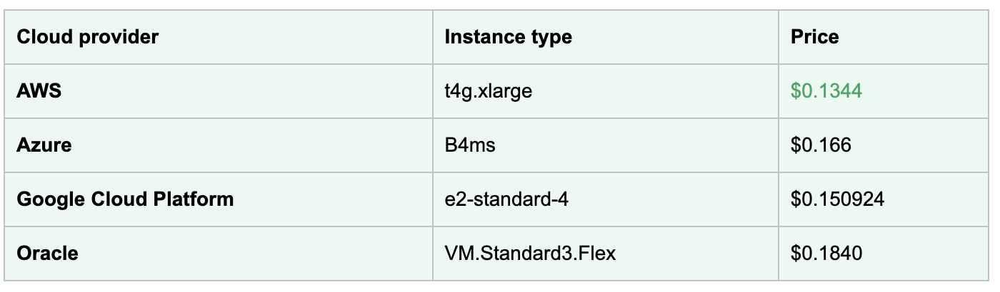 Cloud provider Instance type Price
AWS t4g.xlarge $0.1344
Azure B4ms $0.166
Google Cloud Platform e2-standard-4 $0.150924
Oracle VM.Standard3.Flex $0.1840